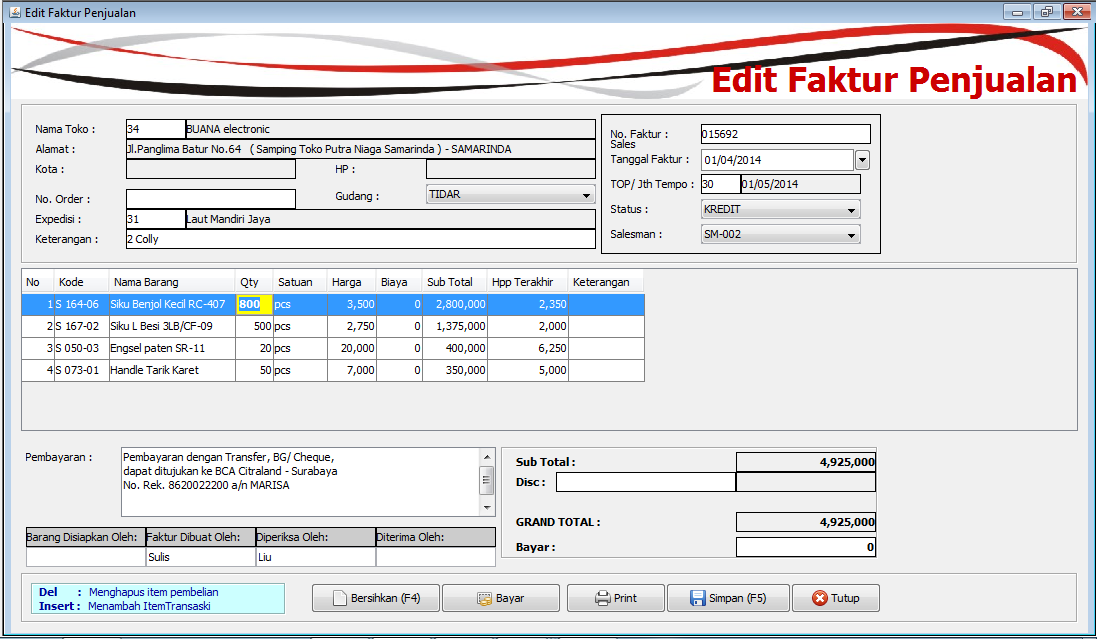 Edit Faktur Penjualan
Edit Faktur Penjualan
Nama Toko : 34 BUANA electronic
Alamat : Jl.Panglima Batur No.64 ( Samping Toko Putra Niaga Samarinda ) - SAMARINDA
Kota : HP :
No. Order : Gudang : TIDAR
Expedisi : 31 Laut Mandiri Jaya
Keterangan : 2 Colly
No. Faktur : 015692
Sales
Tanggal Faktur : 01/04/2014
TOP/ Jth Tempo : 30 01/05/2014
Status : KREDIT
Salesman : SM-002
No Kode Nama Barang Qty Satuan Harga Biaya Sub Total Hpp Terakhir Keterangan
1 S 164-06 Siku Benjol Kecil RC-407 800 pcs 3,500 0 2,800,000 2,350
2 S 167-02 Siku L Besi 3LB/CF-09 500 pcs 2,750 0 1,375,000 2,000
3 S 050-03 Engsel paten SR-11 20 pcs 20,000 0 400,000 6,250
4 S 073-01 Handle Tarik Karet 50 pcs 7,000 0 350,000 5,000
Pembayaran : Pembayaran dengan Transfer, BG/ Cheque,
dapat ditujukan ke BCA Citraland - Surabaya
No. Rek. 8620022200 a/n MARISA
Sub Total : 4,925,000
Disc :
GRAND TOTAL : 4,925,000
Bayar : 0
Barang Disiapkan Oleh: Faktur Dibuat Oleh: Diperiksa Oleh: Diterima Oleh:
Sulis Liu
Del : Menghapus item pembelian
Insert : Menambah ItemTransaski
Bersihkan (F4) Bayar Print Simpan (F5) Tutup